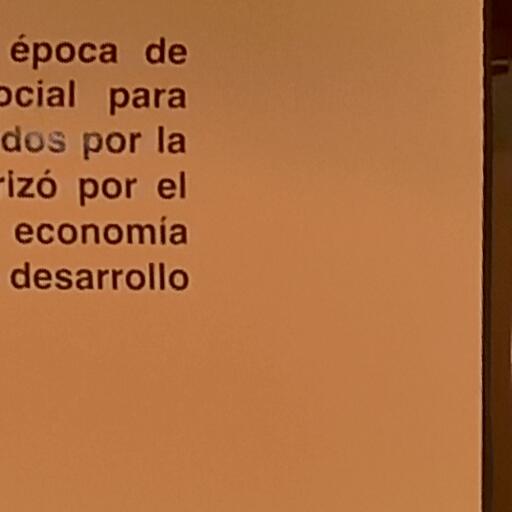 época de
ocial para
dos por la
rizó por el
economía
desarrollo